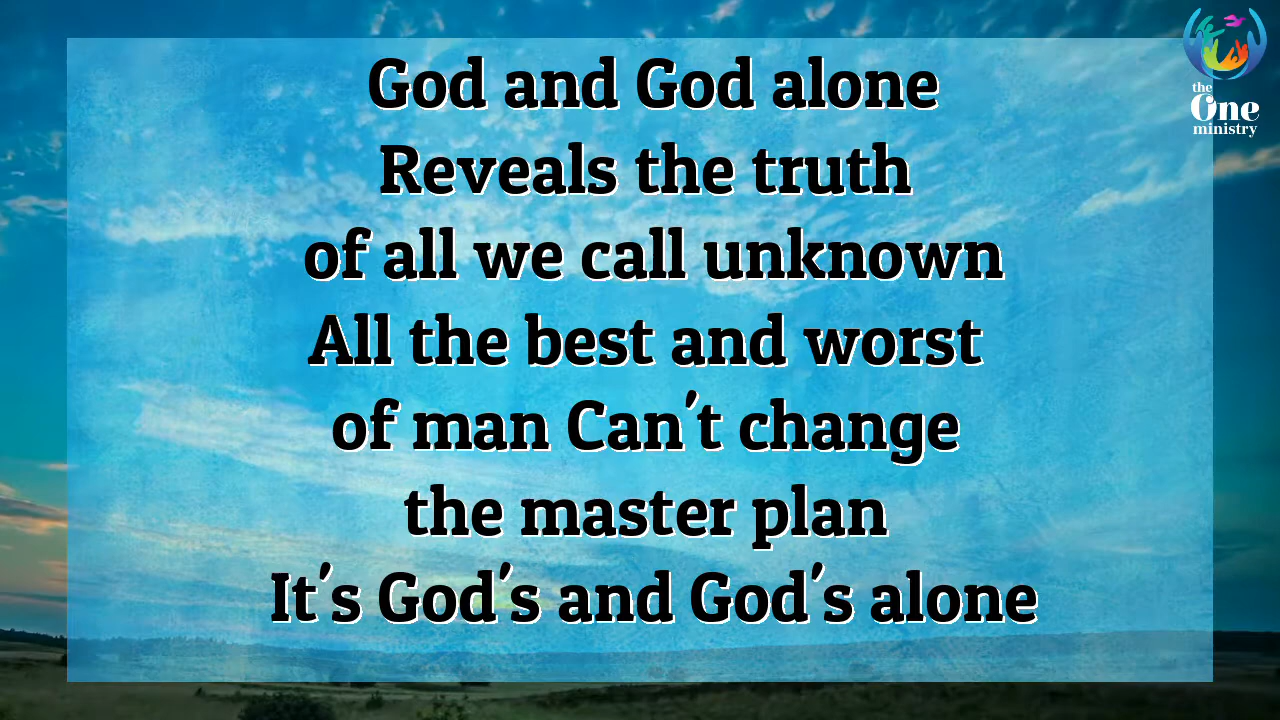 God and God alone
Reveals the truth
of all we call unknown
All the best and worst
of man Can't change
the master plan
It's God's and God's alone
the
One
ministry